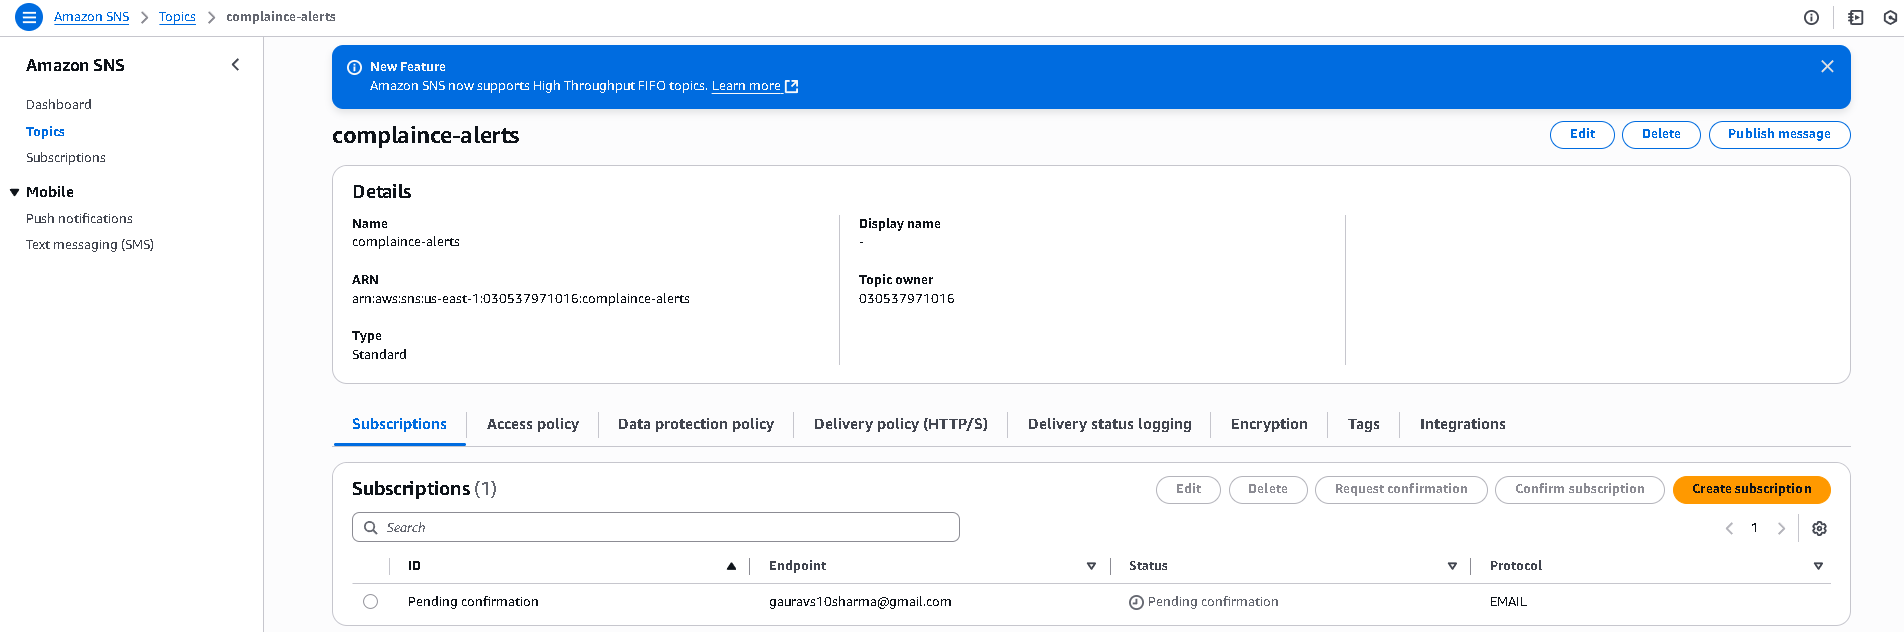 Amazon SNS > Topics > complaince-alerts
Amazon SNS
Dashboard
Topics
Subscriptions
Mobile
Push notifications
Text messaging (SMS)
New Feature
Amazon SNS now supports High Throughput FIFO topics. Learn more
complaince-alerts
Edit Delete Publish message
Details
Name
complaince-alerts
ARN
arn:aws:sns:us-east-1:030537971016:complaince-alerts
Type
Standard
Display name
-
Topic owner
030537971016
Subscriptions Access policy Data protection policy Delivery policy (HTTP/S) Delivery status logging Encryption Tags Integrations
Subscriptions (1)
Edit Delete Request confirmation Confirm subscription Create subscription
Search
1
ID Endpoint Status Protocol
Pending confirmation gauravs10sharma@gmail.com Pending confirmation EMAIL